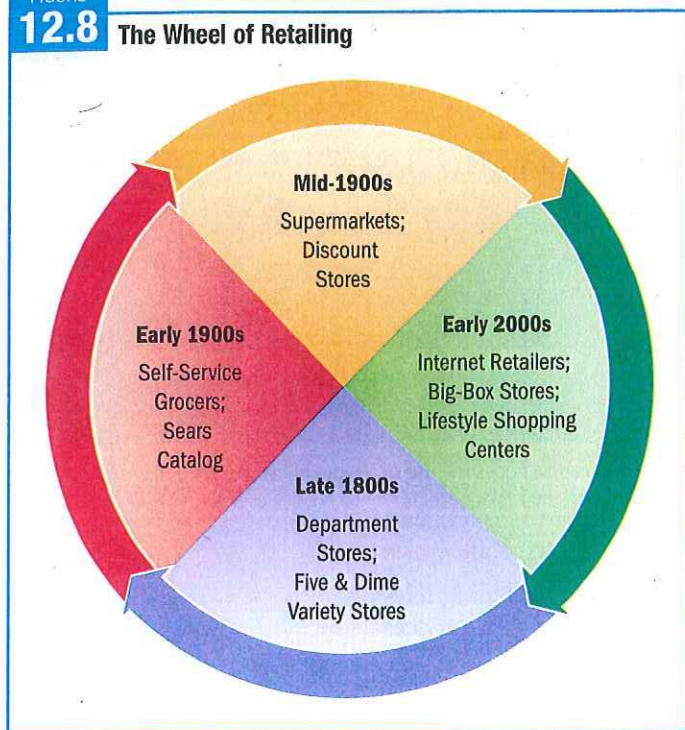 12.8 The Wheel of Retailing
Mid-1900s
Supermarkets;
Discount
Stores
Early 2000s
Internet Retailers;
Big-Box Stores;
Lifestyle Shopping
Centers
Late 1800s
Department
Stores;
Five & Dime
Variety Stores
Early 1900s
Self-Service
Grocers;
Sears
Catalog